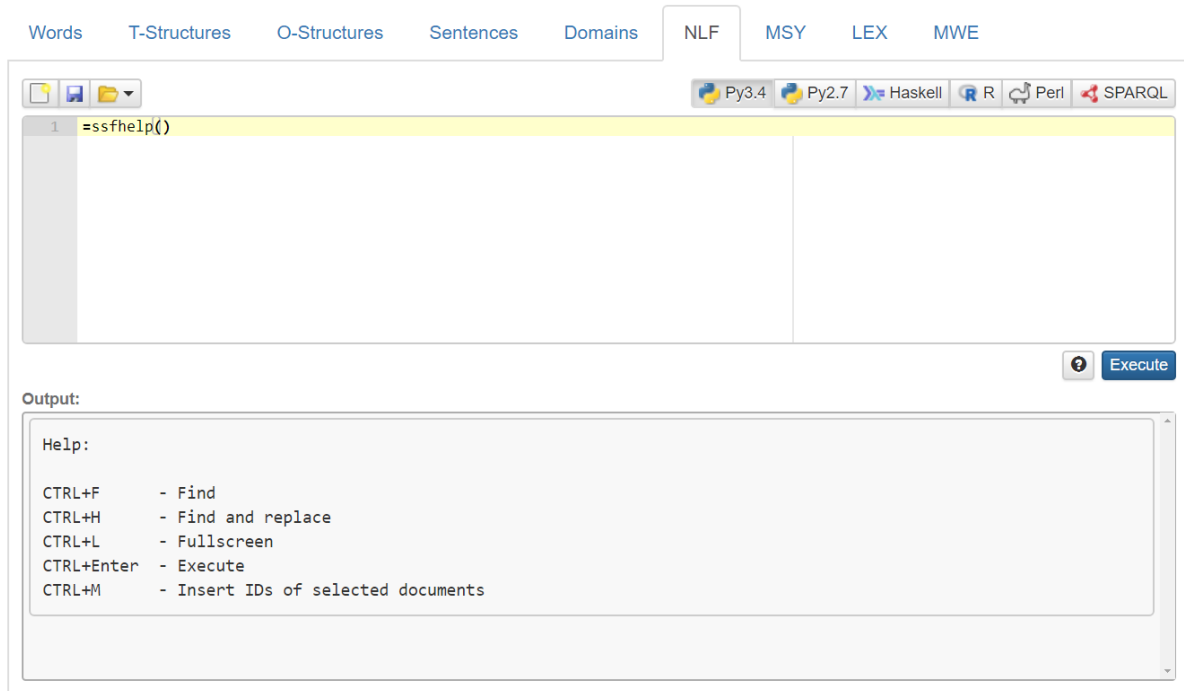 Words T-Structures O-Structures Sentences Domains NLF MSY LEX MWE
Py3.4 Py2.7 Haskell R Perl SPARQL
1 =ssfhelp()
Execute
Output:
Help:
CTRL+F - Find
CTRL+H - Find and replace
CTRL+L - Fullscreen
CTRL+Enter - Execute
CTRL+M - Insert IDs of selected documents